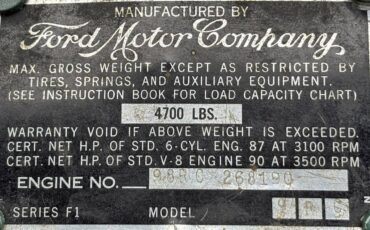 MANUFACTURED BY
Ford Motor Company
MAX. GROSS WEIGHT EXCEPT AS RESTRICTED BY
TIRES, SPRINGS, AND AUXILIARY EQUIPMENT.
(SEE INSTRUCTION BOOK FOR LOAD CAPACITY CHART)
4700 LBS.
WARRANTY VOID IF ABOVE WEIGHT IS EXCEEDED.
CERT. NET H.P. OF STD. 6-CYL. ENG. 87 AT 3100 RPM
CERT. NET H.P. OF STD. V-8 ENGINE 90 AT 3500 RPM
ENGINE NO.
SERIES F1 MODEL